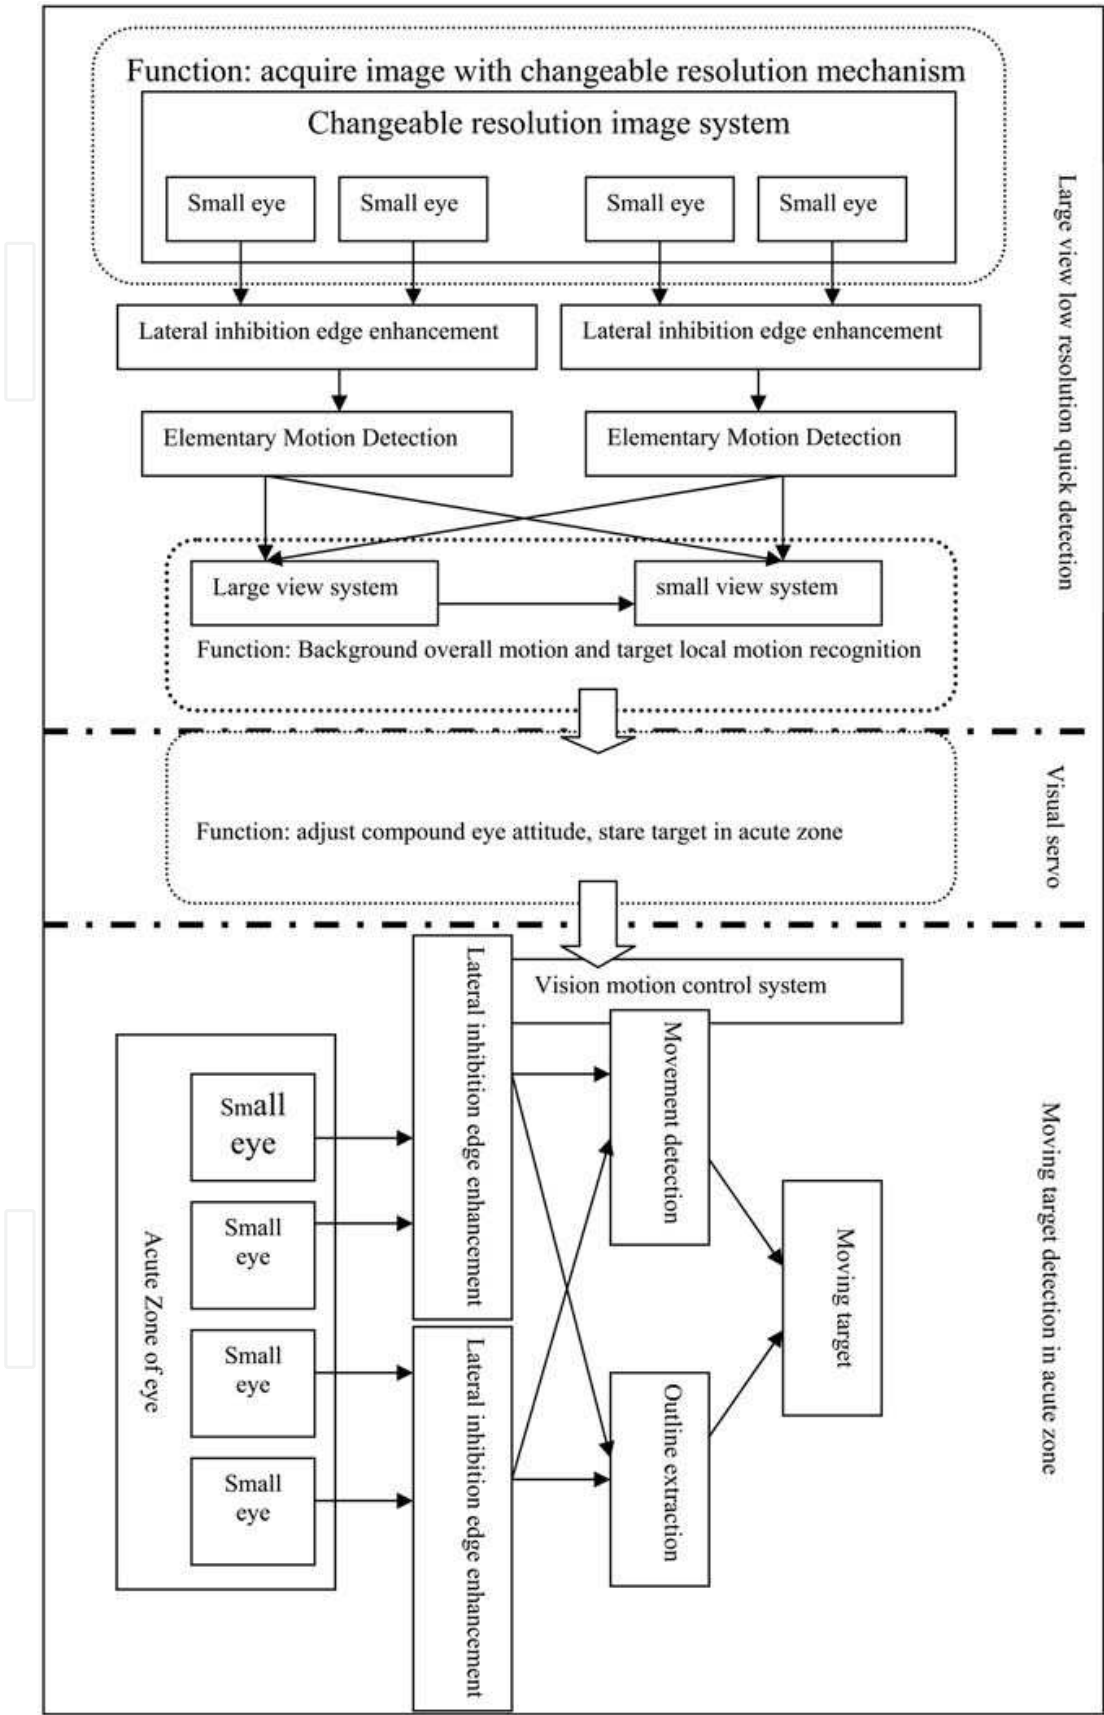 Function: acquire image with changeable resolution mechanism
Changeable resolution image system
Small eye
Small eye
Small eye
Small eye
Lateral inhibition edge enhancement
Lateral inhibition edge enhancement
Elementary Motion Detection
Elementary Motion Detection
Large view system
small view system
Function: Background overall motion and target local motion recognition
Large view low resolution quick detection
Function: adjust compound eye attitude, stare target in acute zone
Visual servo
Vision motion control system
Acute Zone of eye
Small
eye
Small
eye
Small
eye
Small
eye
Lateral inhibition edge enhancement
Lateral inhibition edge enhancement
Movement detection
Outline extraction
Moving target
Moving target detection in acute zone